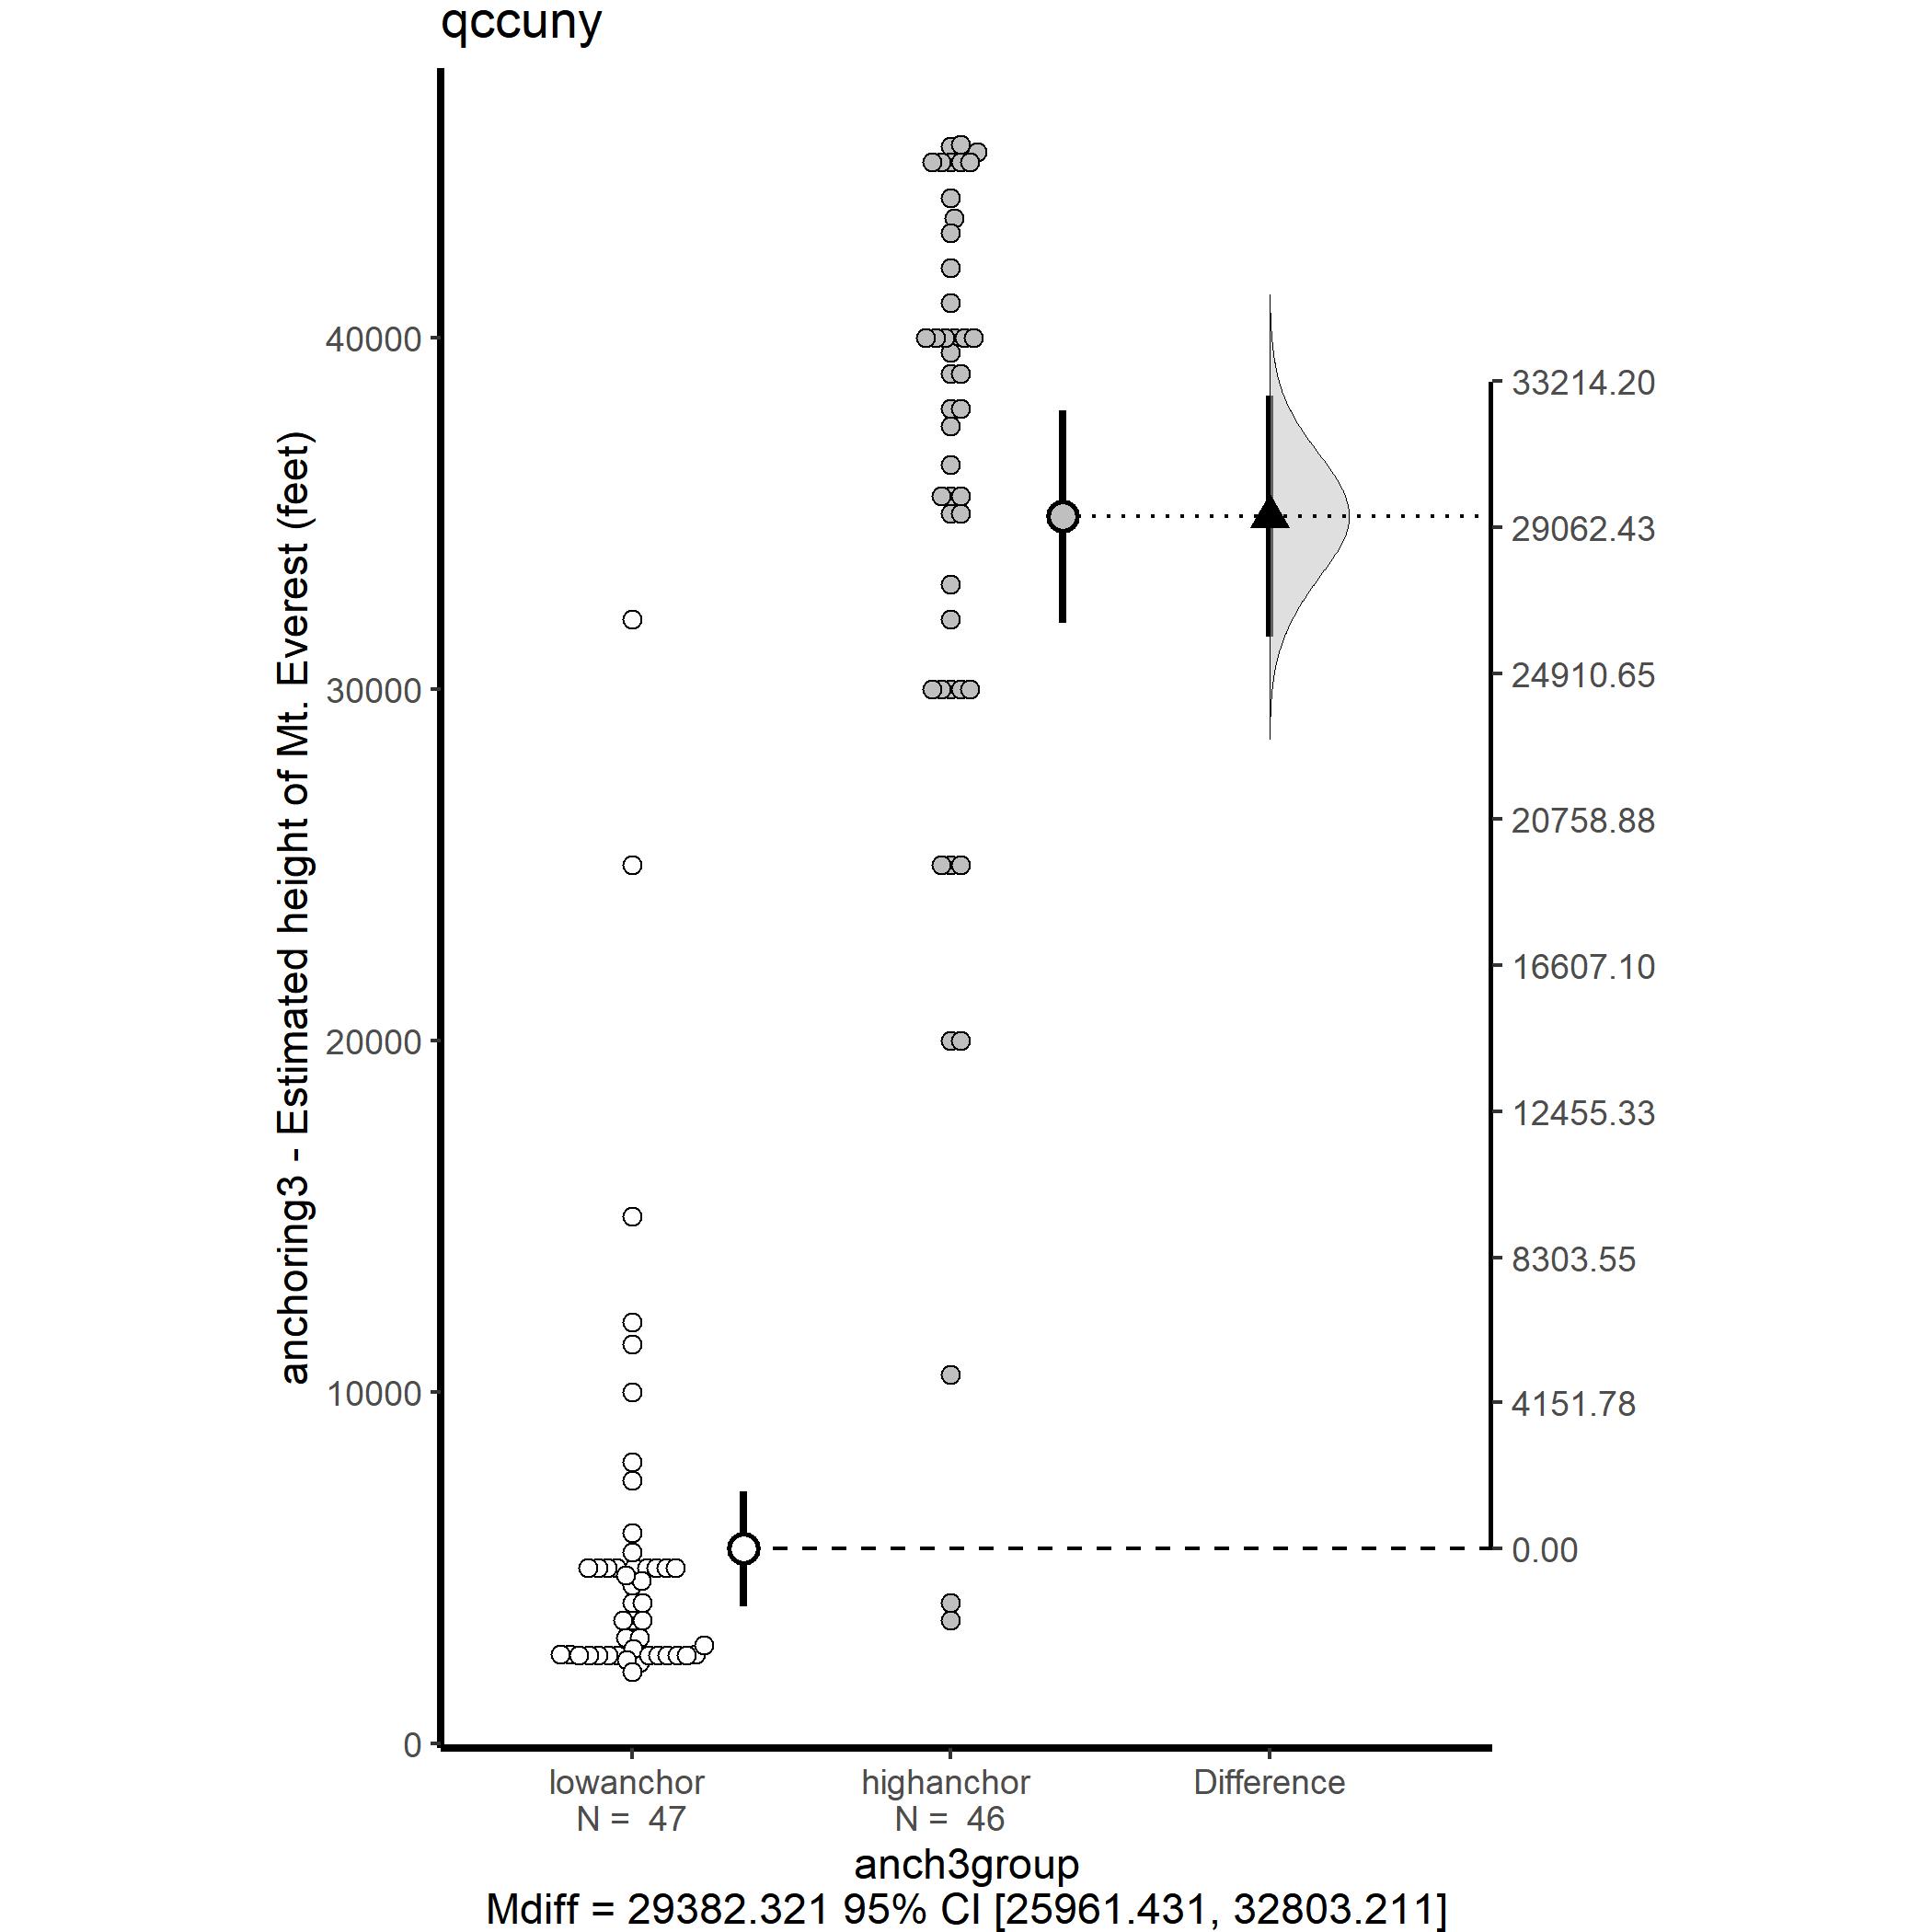 qccuny
anchoring3 - Estimated height of Mt. Everest (feet)
40000
30000
20000
10000
0
33214.20
29062.43
24910.65
20758.88
16607.10
12455.33
8303.55
4151.78
0.00
lowanchor
N =  47
highanchor
N =  46
Difference
anch3group
Mdiff = 29382.321 95% CI [25961.431, 32803.211]